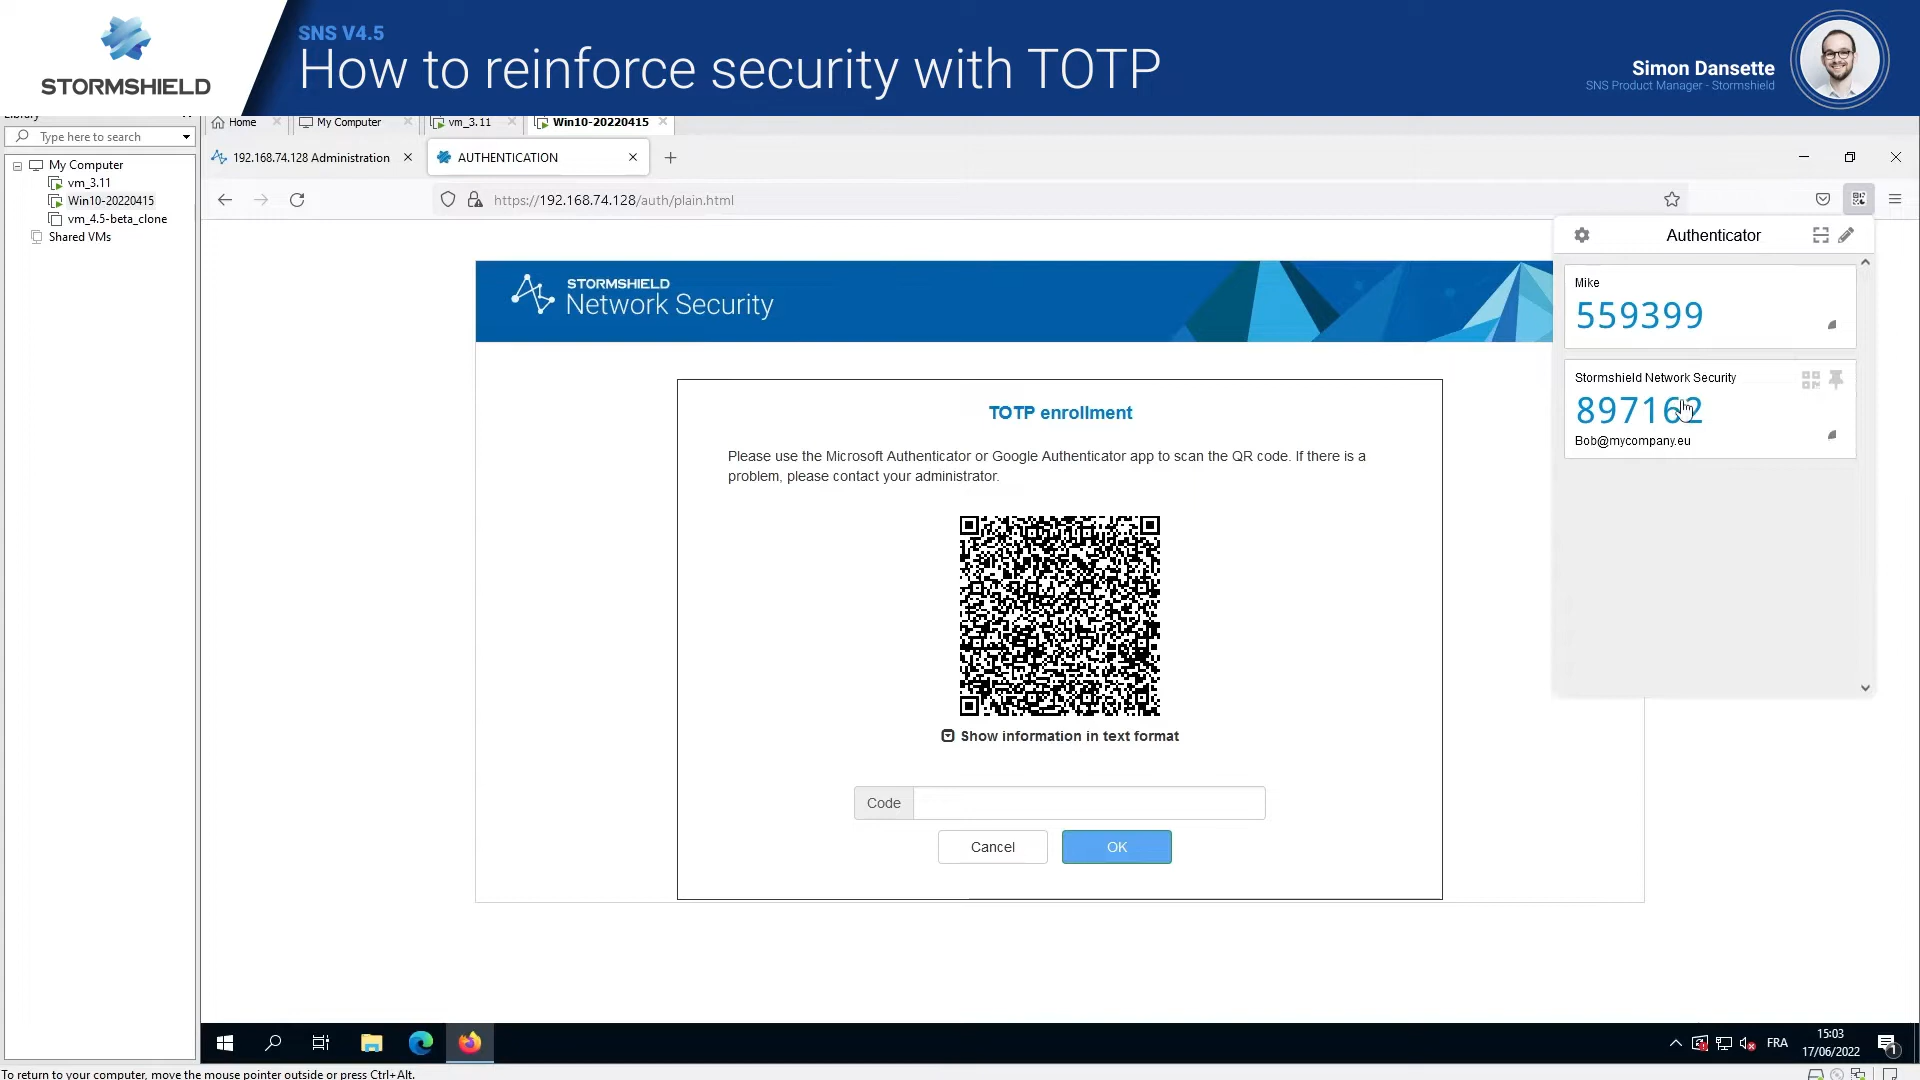 STORMSHIELD
SNS V4.5
How to reinforce security with TOTP
Simon Dansette
SNS Product Manager - Stormshield
Library
Type here to search
My Computer
vm_3.11
Win10-20220415
vm_4.5-beta_clone
Shared VMs
Home
My Computer
vm_3.11
Win10-20220415
192.168.74.128 Administration
AUTHENTICATION
https://192.168.74.128/auth/plain.html
STORMSHIELD
Network Security
TOTP enrollment
Please use the Microsoft Authenticator or Google Authenticator app to scan the QR code. If there is a
problem, please contact your administrator.
Show information in text format
Code
Cancel
OK
Authenticator
Mike
559399
Stormshield Network Security
897162
Bob@mycompany.eu
FRA
15:03
17/06/2022
1
To return to your computer, move the mouse pointer outside or press Ctrl+Alt.